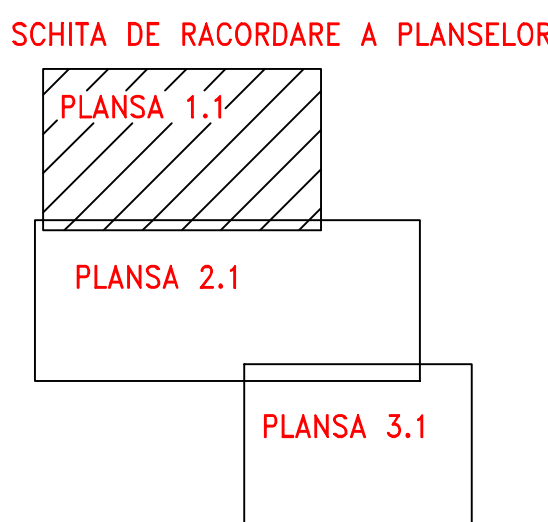 SCHITA DE RACORDARE A PLANSELOR
PLANSA 1.1
PLANSA 2.1
PLANSA 3.1